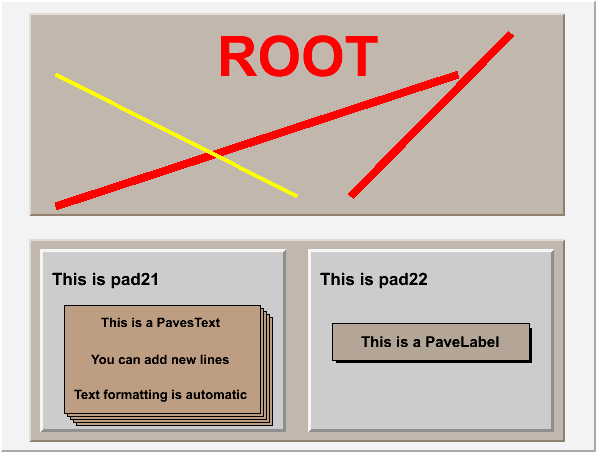 ROOT
This is pad21
This is a PavesText
You can add new lines
Text formatting is automatic
This is pad22
This is a PaveLabel